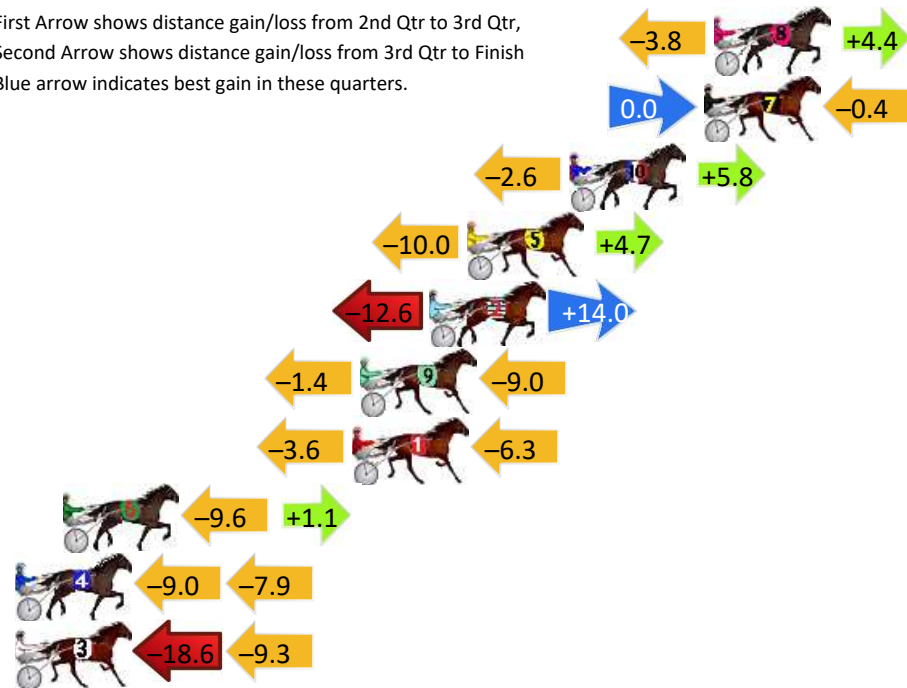 First Arrow shows distance gain/loss from 2nd Qtr to 3rd Qtr,
Second Arrow shows distance gain/loss from 3rd Qtr to Finish
Blue arrow indicates best gain in these quarters.
–3.8 8 +4.4
0.0 7 –0.4
–2.6 10 +5.8
–10.0 5 +4.7
–12.6 +14.0
–1.4 9 –9.0
–3.6 1 –6.3
–9.6 +1.1
4 –9.0 –7.9
3 –18.6 –9.3